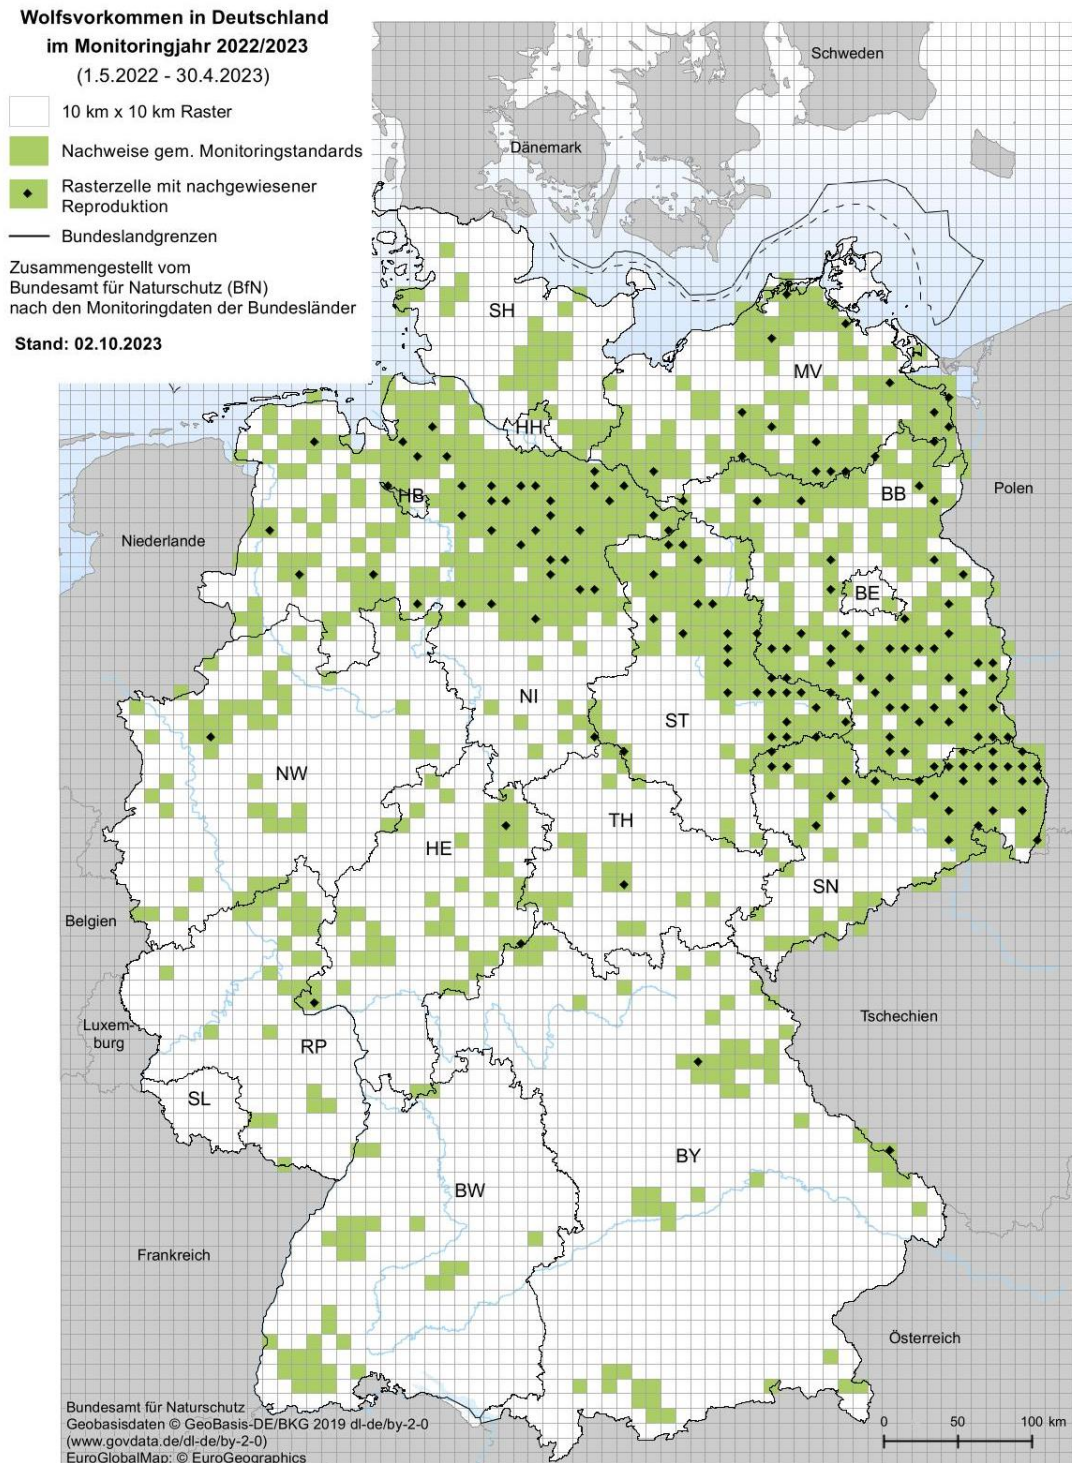 Wolfsvorkommen in Deutschland
im Monitoringjahr 2022/2023
(1.5.2022 - 30.4.2023)
10 km x 10 km Raster
Nachweise gem. Monitoringstandards
Rasterzelle mit nachgewiesener
Reproduktion
Bundeslandgrenzen
Zusammengestellt vom
Bundesamt für Naturschutz (BfN)
nach den Monitoringdaten der Bundesländer
Stand: 02.10.2023
Schweden
Dänemark
SH
MV
HH
HB
BB
Polen
Niederlande
BE
NI
ST
NW
TH
HE
SN
Belgien
Luxem-
burg
Tschechien
RP
SL
BY
BW
Frankreich
Österreich
Bundesamt für Naturschutz
Geobasisdaten © GeoBasis-DE/BKG 2019 dl-de/by-2-0
(www.govdata.de/dl-de/by-2-0)
EuroGlobalMap: © EuroGeographics
0 50 100 km